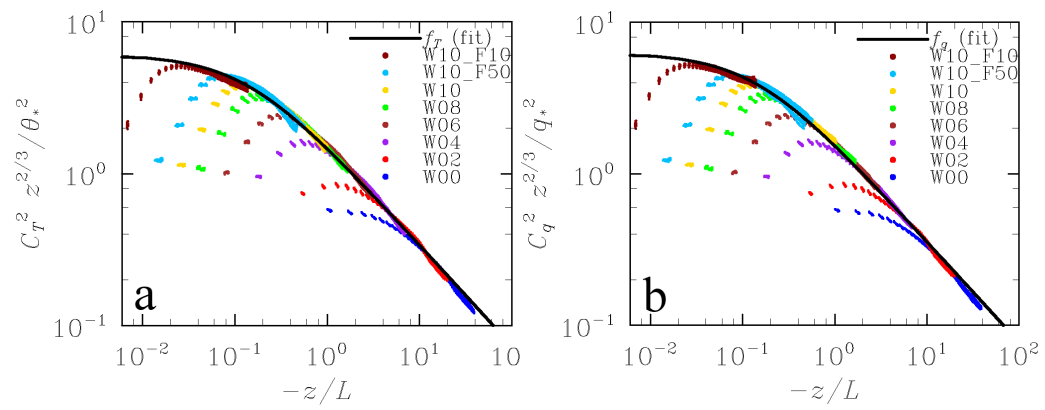 10^1
10^0
10^-1
C_T^2 z^{2/3}/θ_*^2
f_T (fit)
W10_F10
W10_F50
W10
W08
W06
W04
W02
W00
a
10^-2
10^-1
10^0
10^1
−z/L
10^1
10^0
10^-1
C_q^2 z^{2/3}/q_*^2
f_q (fit)
W10_F10
W10_F50
W10
W08
W06
W04
W02
W00
b
10^-2
10^-1
10^0
10^1
10^2
−z/L